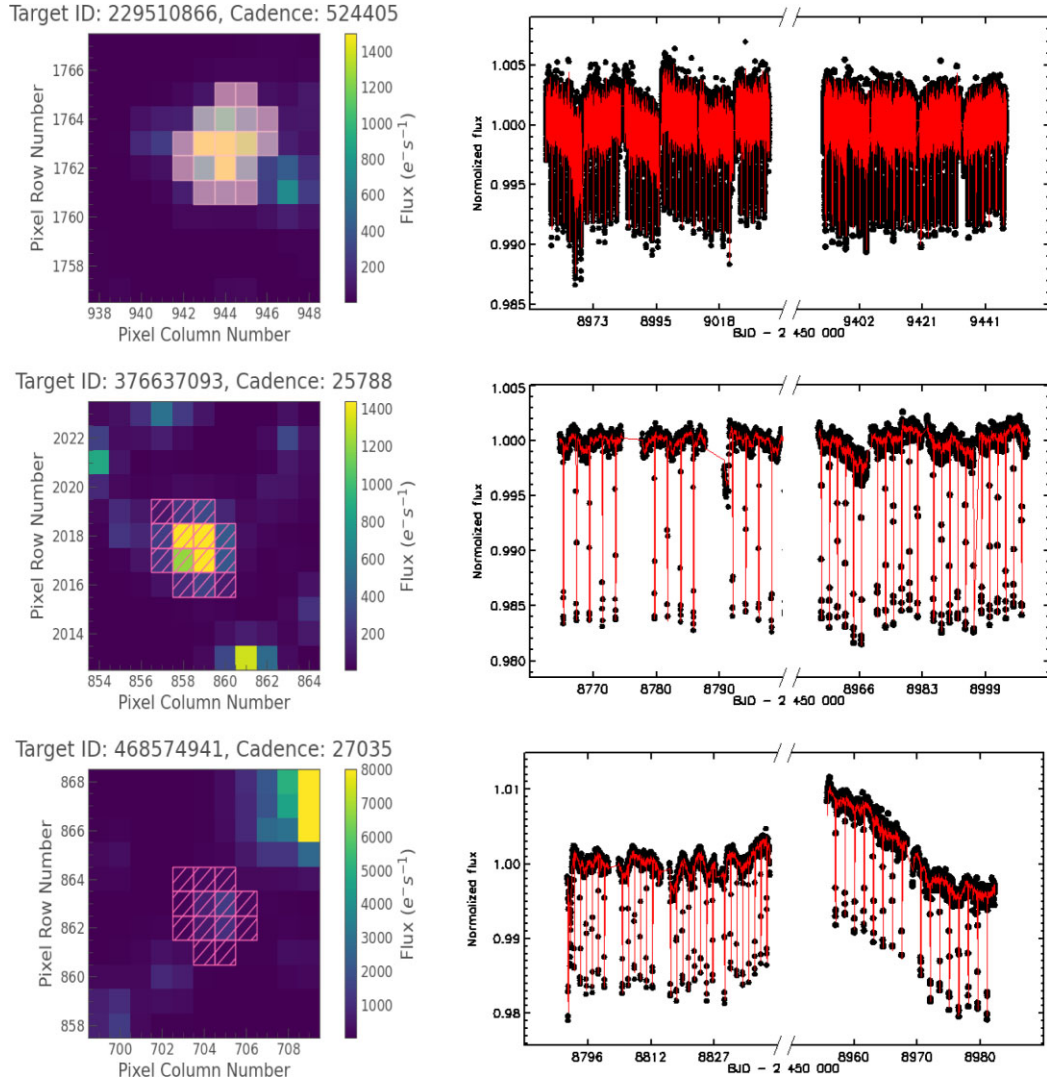 Target ID: 229510866, Cadence: 524405
Pixel Row Number
1766
1764
1762
1760
1758
938 940 942 944 946 948
Pixel Column Number
1400
1200
1000
800
600
400
200
Flux (e⁻s⁻¹)
Normalized flux
1.005
1.000
0.995
0.990
0.985
8973 8995 9018 9402 9421 9441
BJD - 2 450 000
Target ID: 376637093, Cadence: 25788
Pixel Row Number
2022
2020
2018
2016
2014
854 856 858 860 862 864
Pixel Column Number
1400
1200
1000
800
600
400
200
Flux (e⁻s⁻¹)
Normalized flux
1.005
1.000
0.995
0.990
0.985
0.980
8770 8780 8790 8966 8983 8999
BJD - 2 450 000
Target ID: 468574941, Cadence: 27035
Pixel Row Number
868
866
864
862
860
858
700 702 704 706 708
Pixel Column Number
8000
7000
6000
5000
4000
3000
2000
1000
Flux (e⁻s⁻¹)
Normalized flux
1.01
1.00
0.99
0.98
8796 8812 8827 8960 8970 8980
BJD - 2 450 000